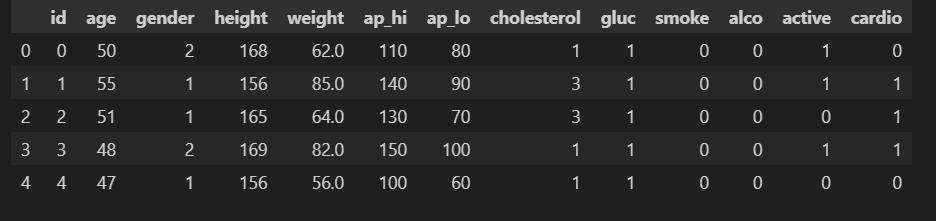 id age gender height weight ap_hi ap_lo cholesterol gluc smoke alco active cardio
0 0 50 2 168 62.0 110 80 1 1 0 0 1 0
1 1 55 1 156 85.0 140 90 3 1 0 0 1 1
2 2 51 1 165 64.0 130 70 3 1 0 0 0 1
3 3 48 2 169 82.0 150 100 1 1 0 0 1 1
4 4 47 1 156 56.0 100 60 1 1 0 0 0 0